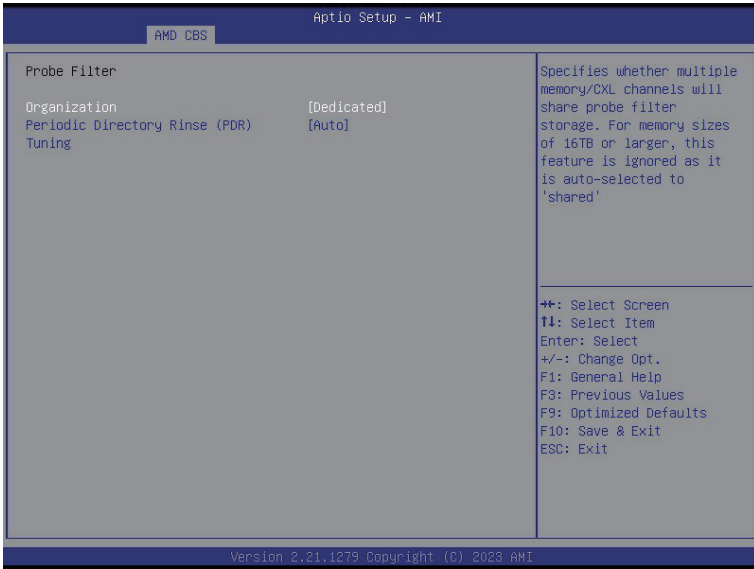 Aptio Setup – AMI
AMD CBS
Probe Filter
Organization [Dedicated]
Periodic Directory Rinse (PDR) [Auto]
Tuning
Specifies whether multiple
memory/CXL channels will
share probe filter
storage. For memory sizes
of 16TB or larger, this
feature is ignored as it
is auto-selected to
'shared'
→←: Select Screen
↑↓: Select Item
Enter: Select
+/-: Change Opt.
F1: General Help
F3: Previous Values
F9: Optimized Defaults
F10: Save & Exit
ESC: Exit
Version 2.21.1279 Copyright (C) 2023 AMI